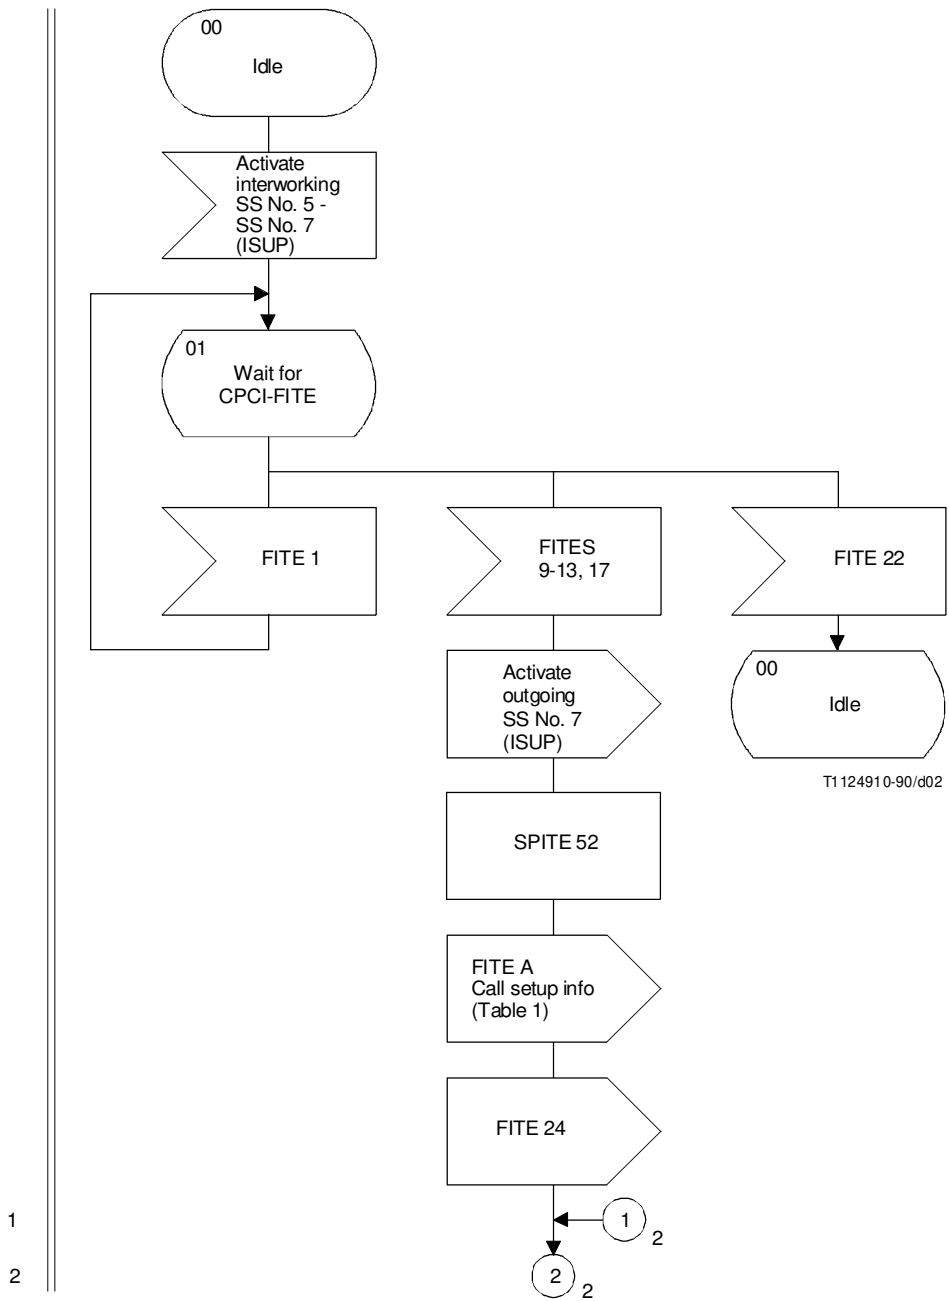 00
Idle
Activate
interworking
SS No. 5 -
SS No. 7
(ISUP)
01
Wait for
CPCI-FITE
FITE 1
FITES
9-13, 17
FITE 22
Activate
outgoing
SS No. 7
(ISUP)
00
Idle
T1124910-90/d02
SPITE 52
FITE A
Call setup info
(Table 1)
FITE 24
1
1
2
2
2
2